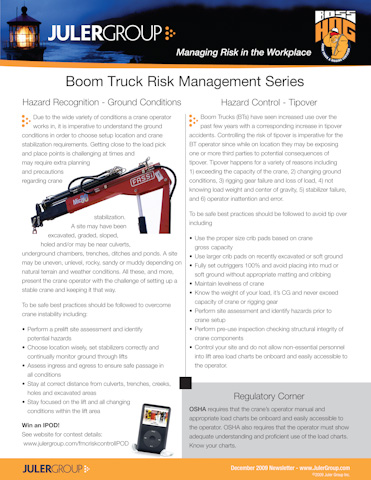 JULERGROUP
Managing Risk in the Workplace
BOSS
HOG
Boom Truck Risk Management Series
Hazard Recognition - Ground Conditions
Due to the wide variety of conditions a crane operator
works in, it is imperative to understand the ground
conditions in order to choose setup location and crane
stabilization requirements. Getting close to the load pick
and place points is challenging at times and
may require extra planning
and precautions
regarding crane
FASSI
stabilization.
A site may have been
excavated, graded, sloped,
holed and/or may be near culverts,
underground chambers, trenches, ditches and ponds. A site
may be uneven, unlevel, rocky, sandy or muddy depending on
natural terrain and weather conditions. All these, and more,
present the crane operator with the challenge of setting up a
stable crane and keeping it that way.
To be safe best practices should be followed to overcome
crane instability including:
• Perform a prelift site assessment and identify
potential hazards
• Choose location wisely, set stabilizers correctly and
continually monitor ground through lifts
• Assess ingress and egress to ensure safe passage in
all conditions
• Stay at correct distance from culverts, trenches, creeks,
holes and excavated areas
• Stay focused on the lift and all changing
conditions within the lift area
Win an IPOD!
See website for contest details:
www.julergroup.com/fmo/riskcontrolIPOD
Hazard Control - Tipover
Boom Trucks (BTs) have seen increased use over the
past few years with a corresponding increase in tipover
accidents. Controlling the risk of tipover is imperative for the
BT operator since while on location they may be exposing
one or more third parties to potential consequences of
tipover. Tipover happens for a variety of reasons including
1) exceeding the capacity of the crane, 2) changing ground
conditions, 3) rigging gear failure and loss of load, 4) not
knowing load weight and center of gravity, 5) stabilizer failure,
and 6) operator inattention and error.
To be safe best practices should be followed to avoid tip over
including
• Use the proper size crib pads based on crane
gross capacity
• Use larger crib pads on recently excavated or soft ground
• Fully set outriggers 100% and avoid placing into mud or
soft ground without appropriate matting and cribbing
• Maintain levelness of crane
• Know the weight of your load, it's CG and never exceed
capacity of crane or rigging gear
• Perform site assessment and identify hazards prior to
crane setup
• Perform pre-use inspection checking structural integrity of
crane components
• Control your site and do not allow non-essential personnel
into lift area load charts be onboard and easily accessible to
the operator.
Regulatory Corner
OSHA requires that the crane's operator manual and
appropriate load charts be onboard and easily accessible to
the operator. OSHA also requires that the operator must show
adequate understanding and proficient use of the load charts.
Know your charts.
JULERGROUP
December 2009 Newsletter • www.JulerGroup.com
©2009 Juler Group Inc.